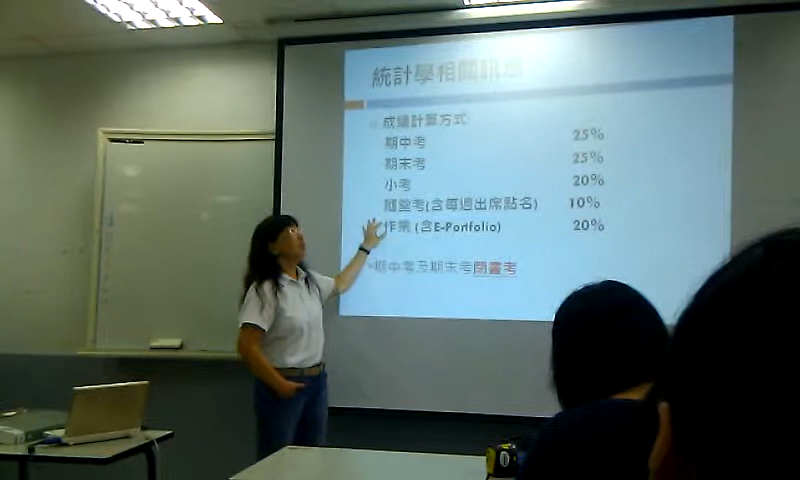 統計學相關訊息
成績計算方式
期中考 25%
期末考 25%
小考 20%
隨堂考(含每週出席點名) 10%
作業 (含E-Portfolio) 20%
期中考及期末考閉書考